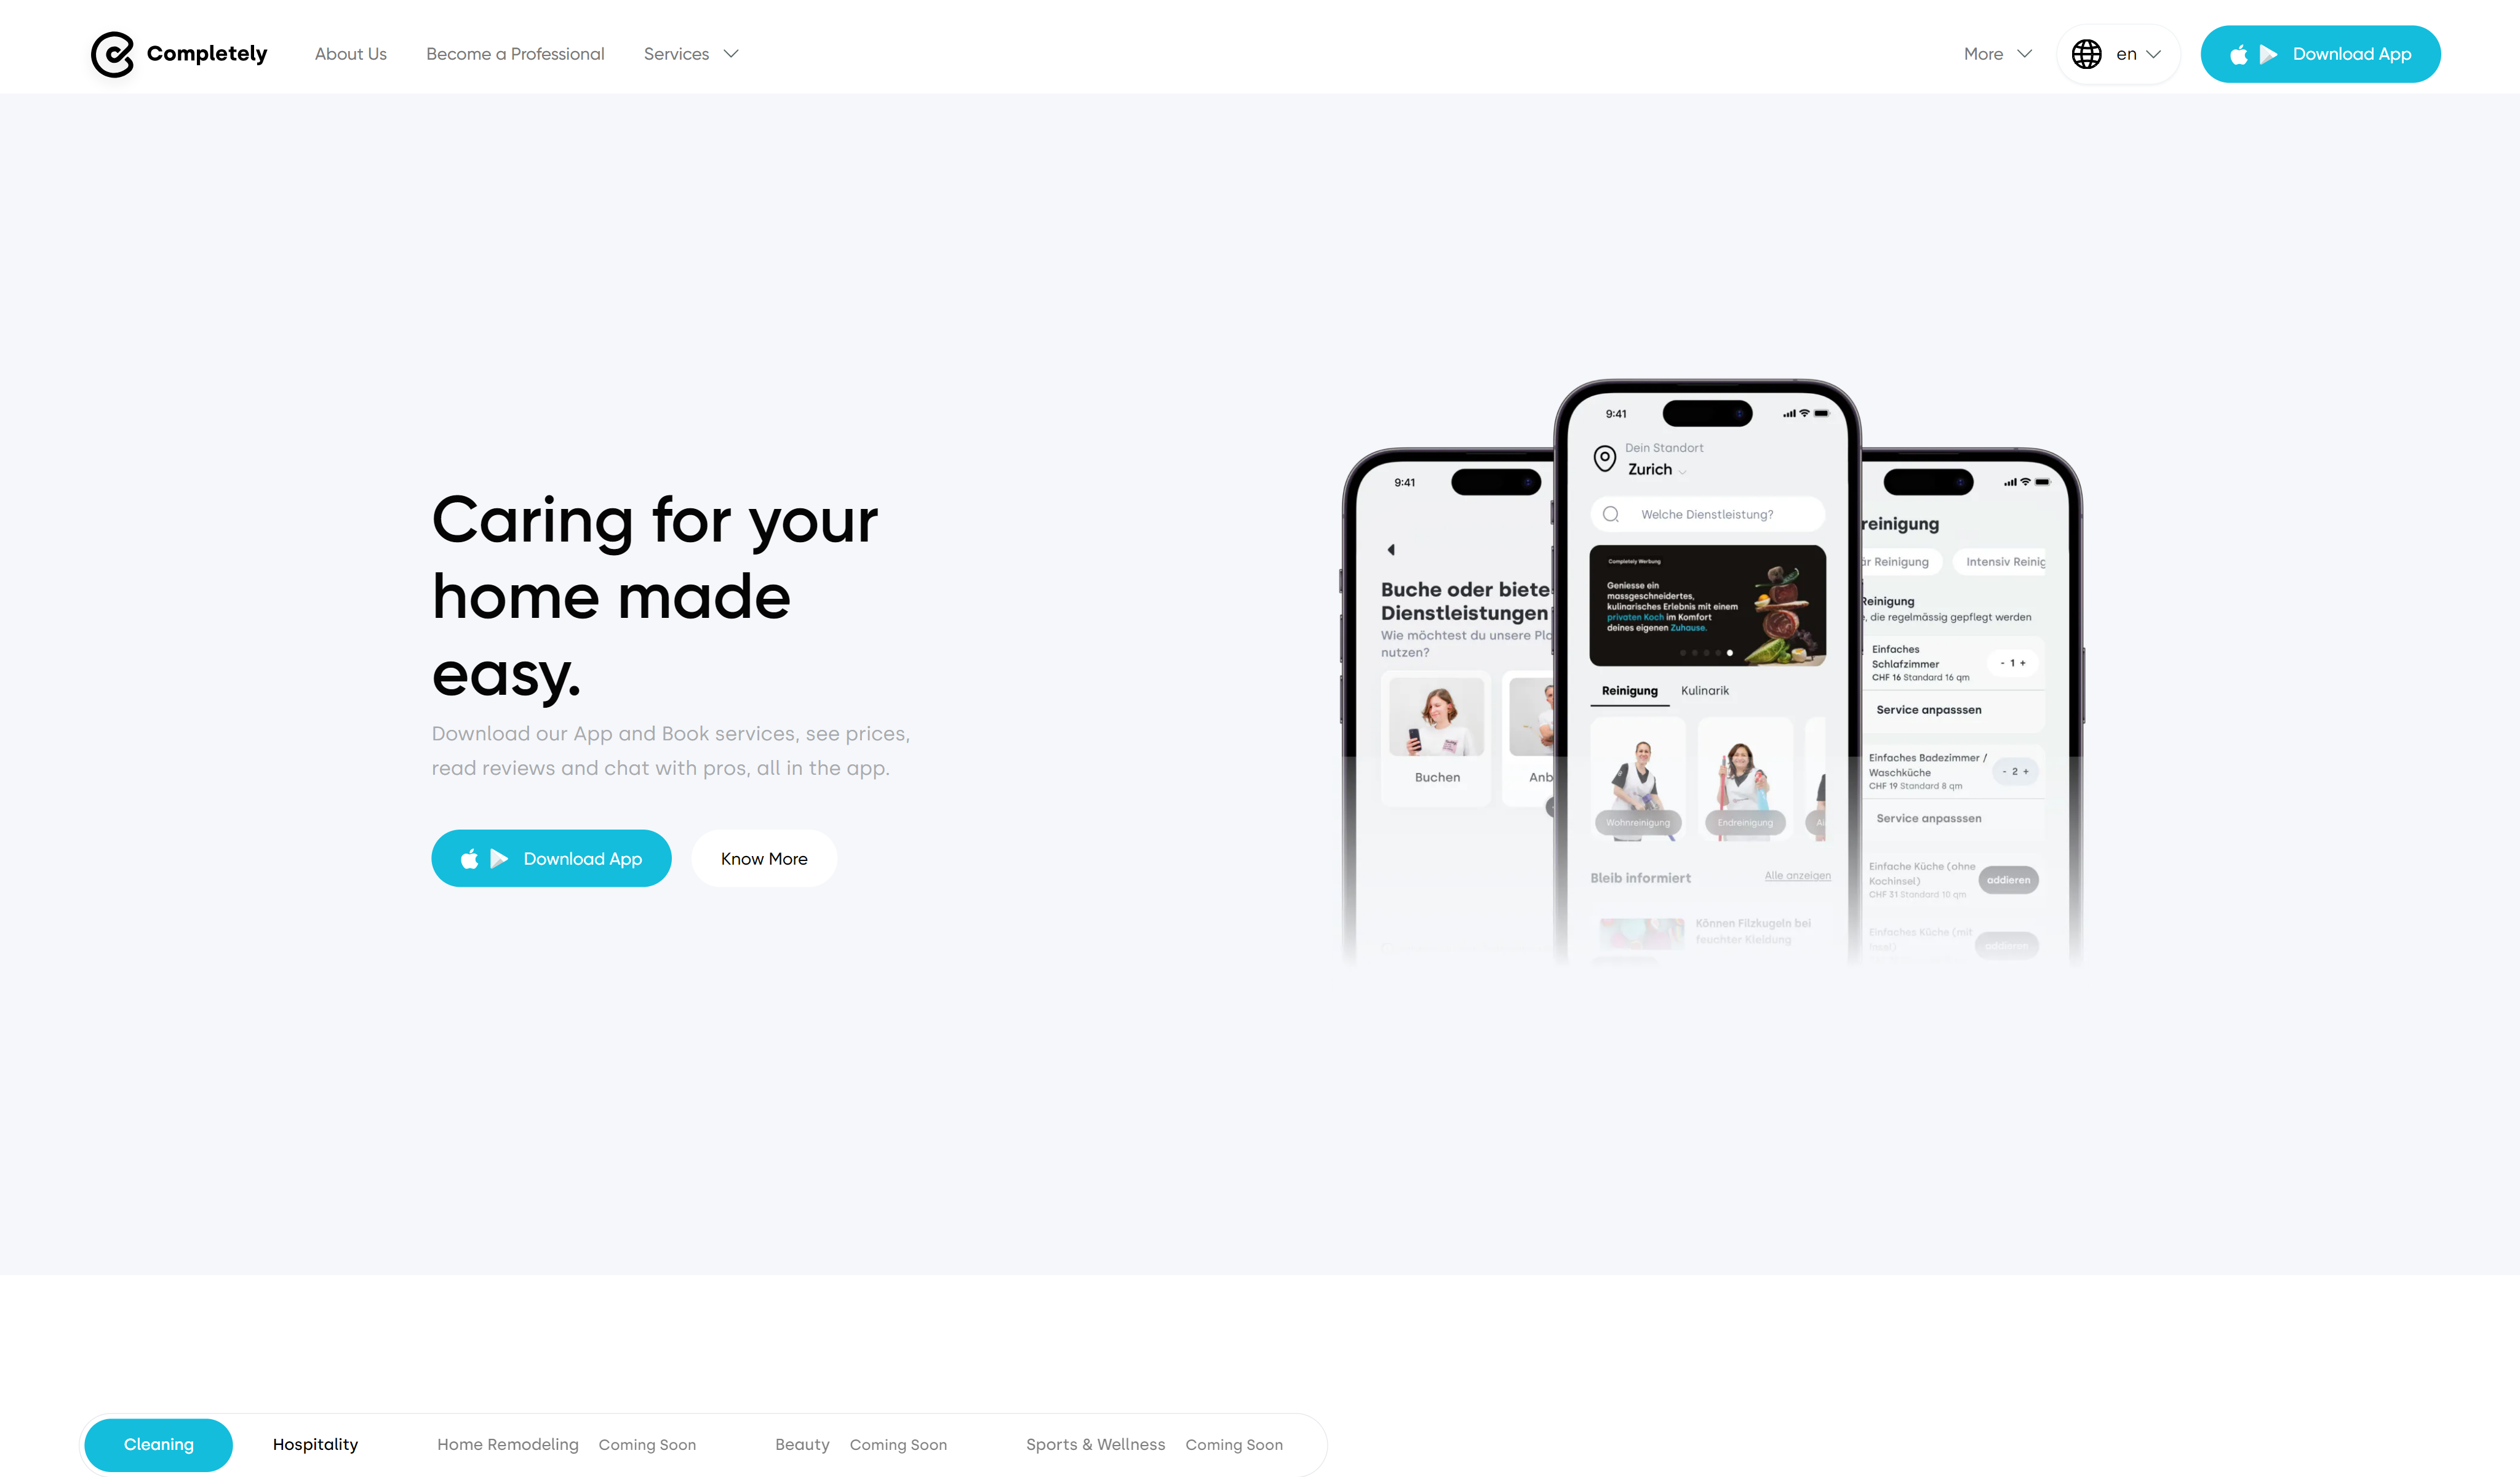 Completely
About Us
Become a Professional
Services
More
en
Download App
Caring for your
home made
easy.
Download our App and Book services, see prices,
read reviews and chat with pros, all in the app.
Download App
Know More
9:41
Buche oder biete
Dienstleistungen
Wie möchtest du unsere Pla
nutzen?
Buchen
Anb
9:41
Dein Standort
Zurich
Welche Dienstleistung?
Completely Werbung
Geniesse ein
massgeschneidertes,
kulinarisches Erlebnis mit einem
privaten Koch im Komfort
deines eigenen Zuhause.
Reinigung
Kulinarik
Wohnreinigung
Endreinigung
Bleib informiert
Alle anzeigen
Können Filzkugeln bei
feuchter Kleidung
reinigung
är Reinigung
Intensiv Reinig
Reinigung
e, die regelmässig gepflegt werden
Einfaches
Schlafzimmer
CHF 16 Standard 16 qm
- 1 +
Service anpasssen
Einfaches Badezimmer /
Waschküche
CHF 19 Standard 8 qm
- 2 +
Service anpasssen
Einfache Küche (ohne
Kochinsel)
CHF 31 Standard 10 qm
addieren
Einfaches Küche (mit
Insel)
addieren
Cleaning
Hospitality
Home Remodeling
Coming Soon
Beauty
Coming Soon
Sports & Wellness
Coming Soon